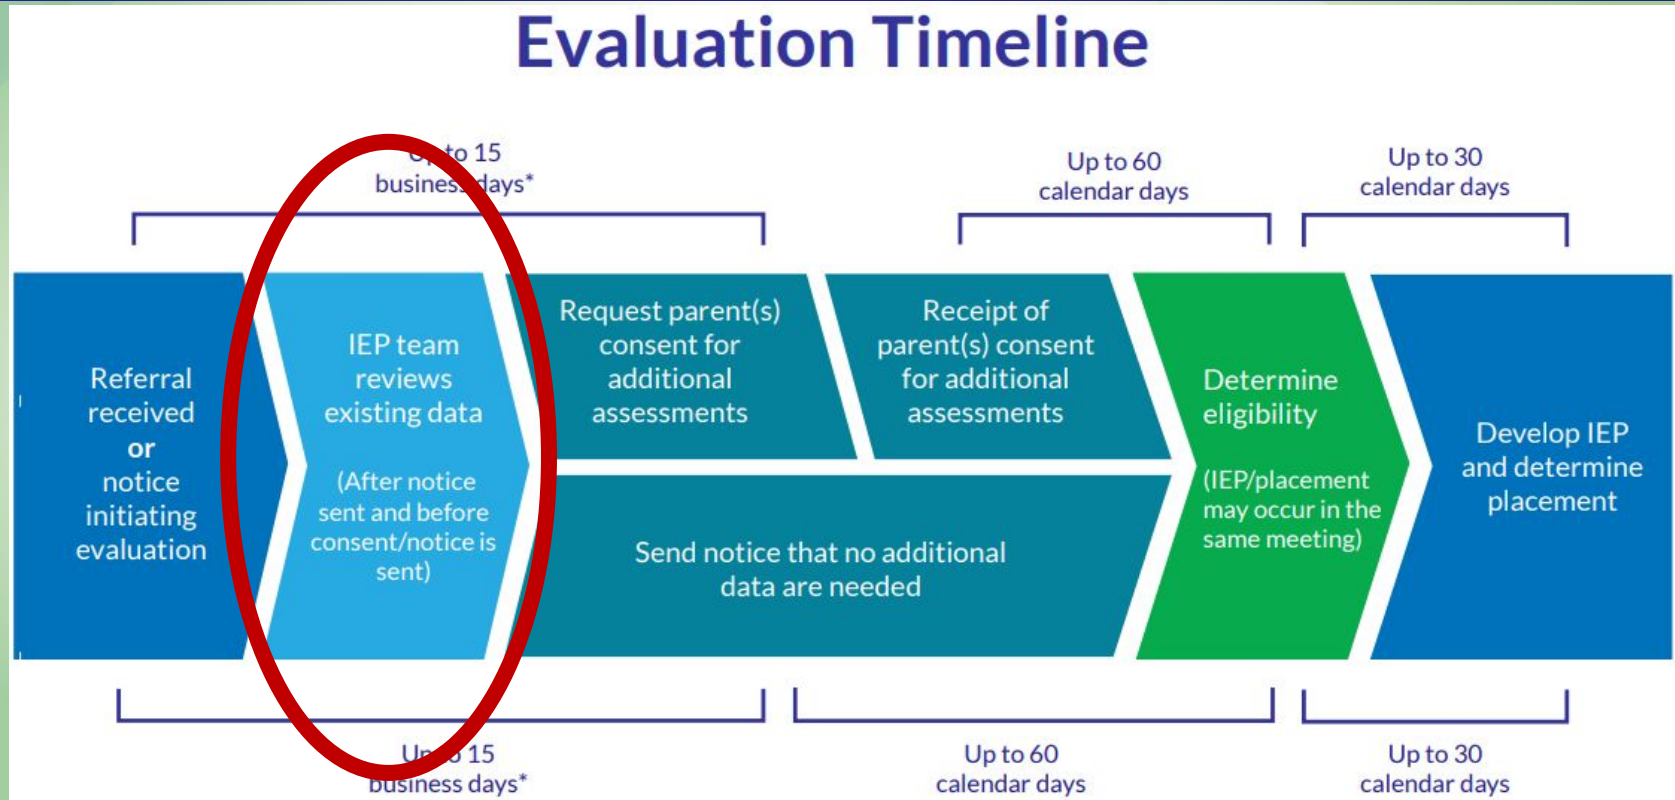 Evaluation Timeline
Up to 15
business days*
Up to 60
calendar days
Up to 30
calendar days
Referral
received
or
notice
initiating
evaluation
IEP team
reviews
existing data
(After notice
sent and before
consent/notice is
sent)
Request parent(s)
consent for
additional
assessments
Receipt of
parent(s) consent
for additional
assessments
Send notice that no additional
data are needed
Determine
eligibility
(IEP/placement
may occur in the
same meeting)
Develop IEP
and determine
placement
Up to 15
business days*
Up to 60
calendar days
Up to 30
calendar days